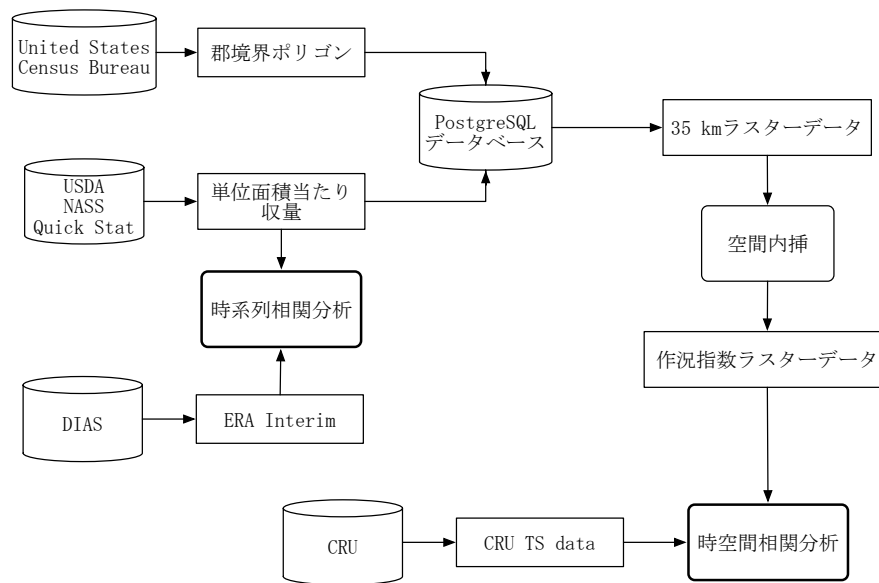 United States
Census Bureau
郡境界ポリゴン
PostgreSQL
データベース
35 kmラスターデータ
USDA
NASS
Quick Stat
単位面積当たり
収量
空間内挿
時系列相関分析
作況指数ラスターデータ
DIAS
ERA Interim
CRU
CRU TS data
時空間相関分析